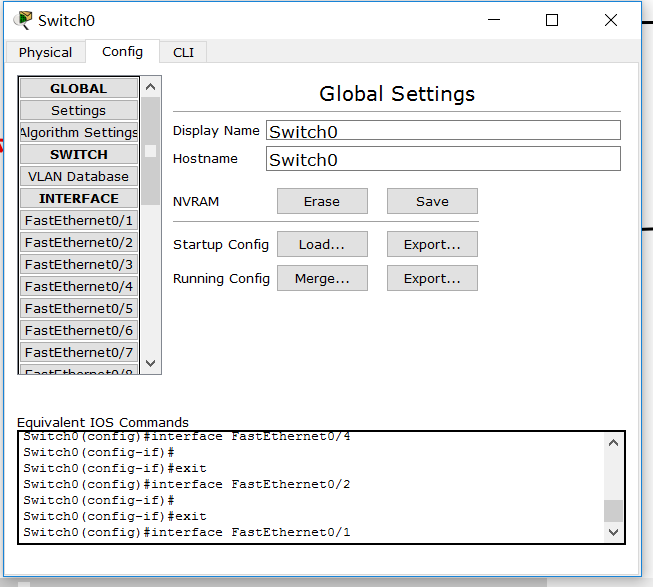 Switch0
Physical
Config
CLI
GLOBAL
Settings
Algorithm Settings
SWITCH
VLAN Database
INTERFACE
FastEthernet0/1
FastEthernet0/2
FastEthernet0/3
FastEthernet0/4
FastEthernet0/5
FastEthernet0/6
FastEthernet0/7
FastEthernet0/8
Global Settings
Display Name Switch0
Hostname Switch0
NVRAM Erase Save
Startup Config Load... Export...
Running Config Merge... Export...
Equivalent IOS Commands
Switch0(config)#interface FastEthernet0/4
Switch0(config-if)#
Switch0(config-if)#exit
Switch0(config)#interface FastEthernet0/2
Switch0(config-if)#
Switch0(config-if)#exit
Switch0(config)#interface FastEthernet0/1